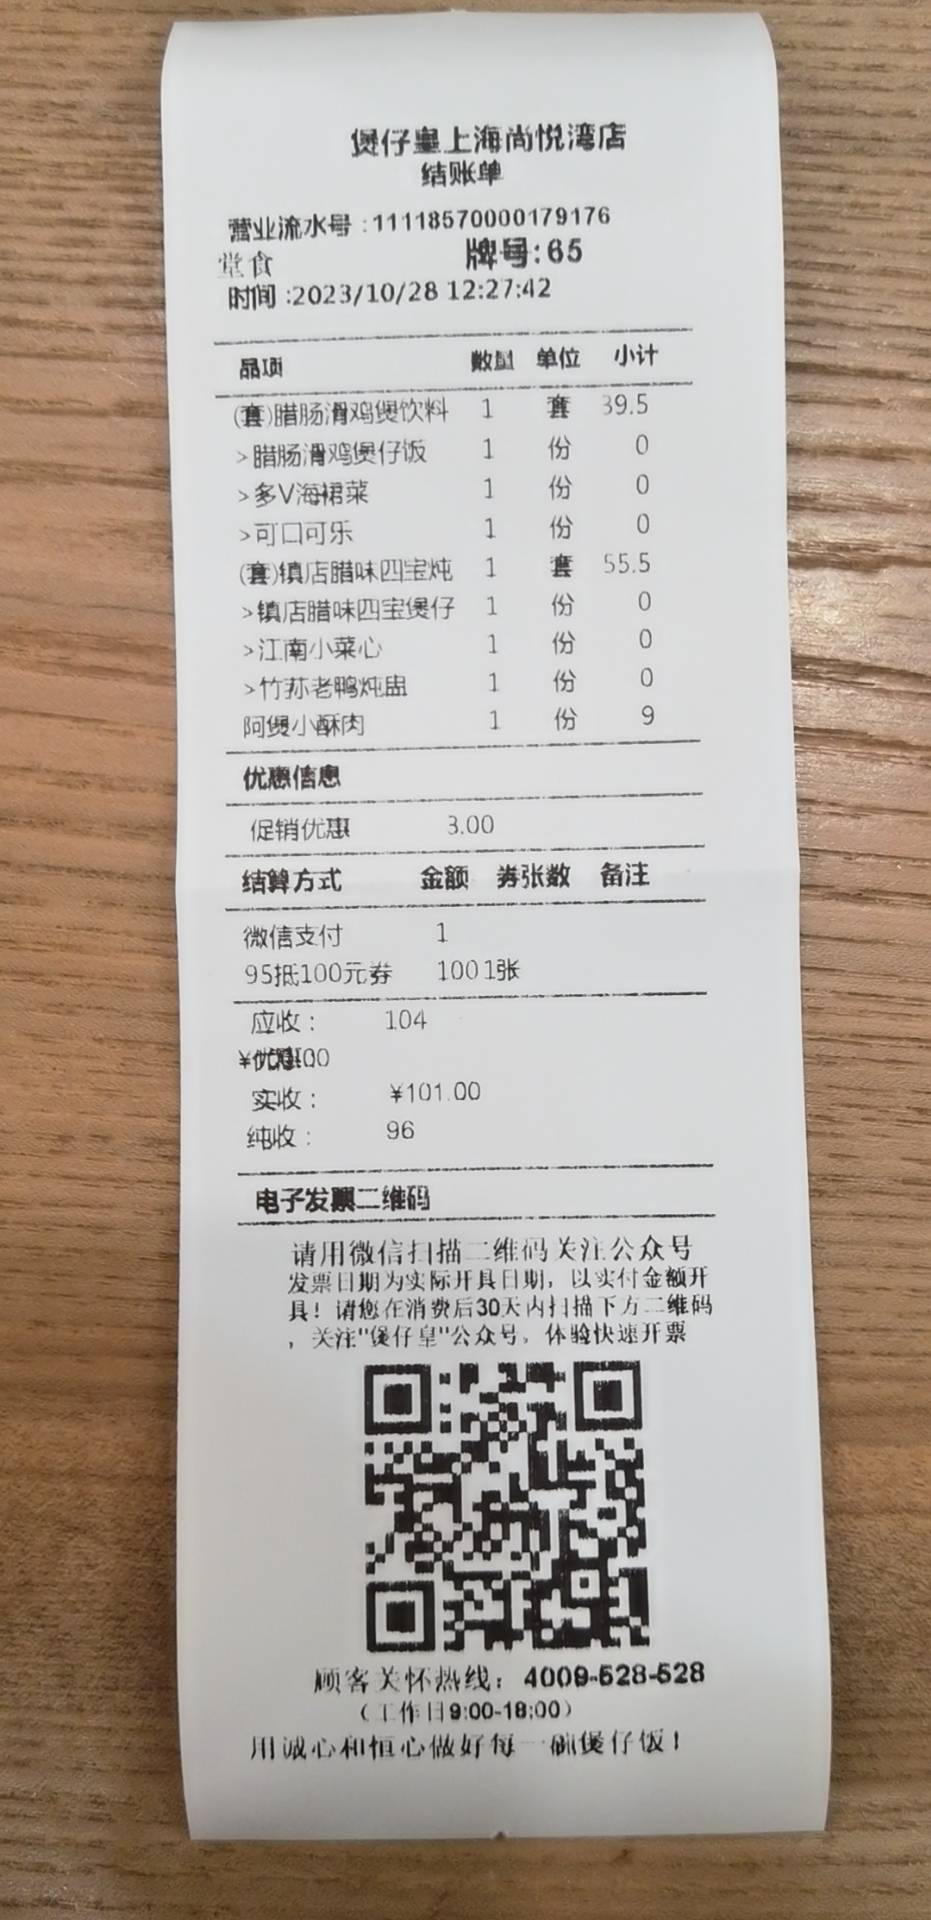 煲仔皇上海尚悦湾店
结账单
营业流水号:11118570000179176
堂食 牌号:65
时间:2023/10/28 12:27:42
品项 数量 单位 小计
(套)腊肠滑鸡煲饮料 1 套 39.5
>腊肠滑鸡煲仔饭 1 份 0
>多V海裙菜 1 份 0
>可口可乐 1 份 0
(套)镇店腊味四宝炖 1 套 55.5
>镇店腊味四宝煲仔 1 份 0
>江南小菜心 1 份 0
>竹荪老鸭炖盅 1 份 0
阿煲小酥肉 1 份 9
优惠信息
促销优惠 3.00
结算方式 金额 券张数 备注
微信支付 1
95抵100元券 100 1张
应收: 104
实收: ¥101.00
纯收: 96
电子发票二维码
请用微信扫描二维码关注公众号
发票日期为实际开具日期，以实付金额开
具！请您在消费后30天内扫描下方二维码
，关注"煲仔皇"公众号，体验快速开票
顾客关怀热线：4009-528-528
（工作日9:00-18:00）
用诚心和恒心做好每一碗煲仔饭！